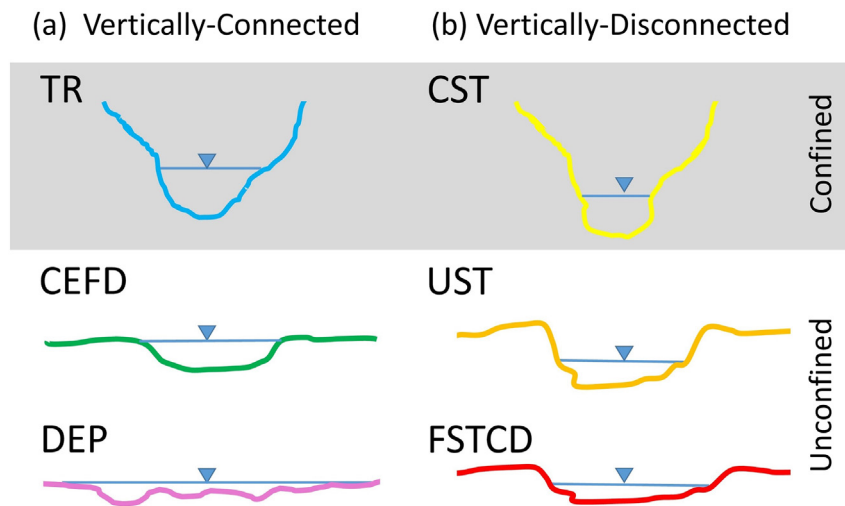 (a) Vertically-Connected
(b) Vertically-Disconnected
TR
CST
Confined
CEFD
UST
Unconfined
DEP
FSTCD